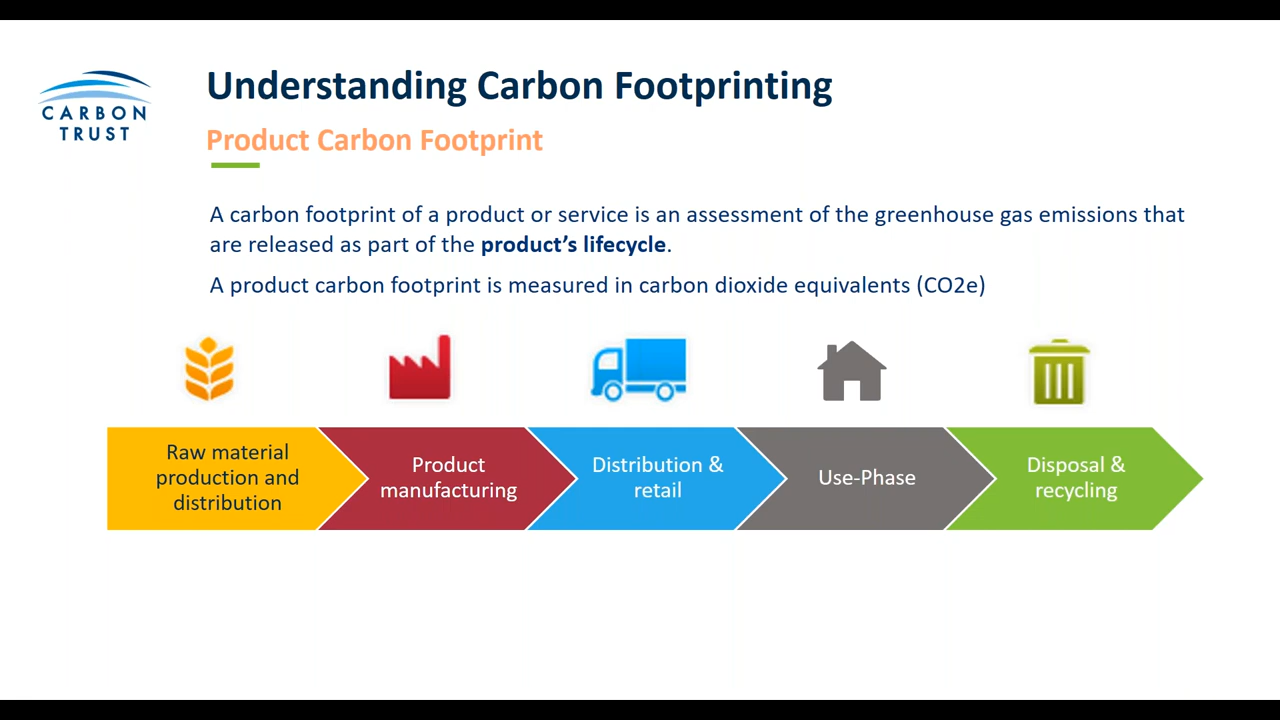 CARBON
TRUST
Understanding Carbon Footprinting
Product Carbon Footprint
A carbon footprint of a product or service is an assessment of the greenhouse gas emissions that
are released as part of the product's lifecycle.
A product carbon footprint is measured in carbon dioxide equivalents (CO2e)
Raw material
production and
distribution
Product
manufacturing
Distribution &
retail
Use-Phase
Disposal &
recycling